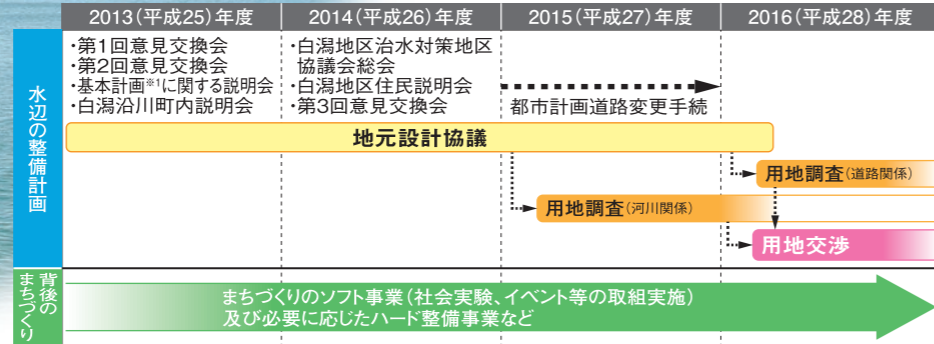 2013(平成25)年度
2014(平成26)年度
2015(平成27)年度
2016(平成28)年度
水辺の整備計画
・第1回意見交換会
・第2回意見交換会
・基本計画※1に関する説明会
・白潟沿川町内説明会
・白潟地区治水対策地区
協議会総会
・白潟地区住民説明会
・第3回意見交換会
都市計画道路変更手続
地元設計協議
用地調査(道路関係)
用地調査(河川関係)
用地交渉
背後の
まちづくり
まちづくりのソフト事業(社会実験、イベント等の取組実施)
及び必要に応じたハード整備事業など